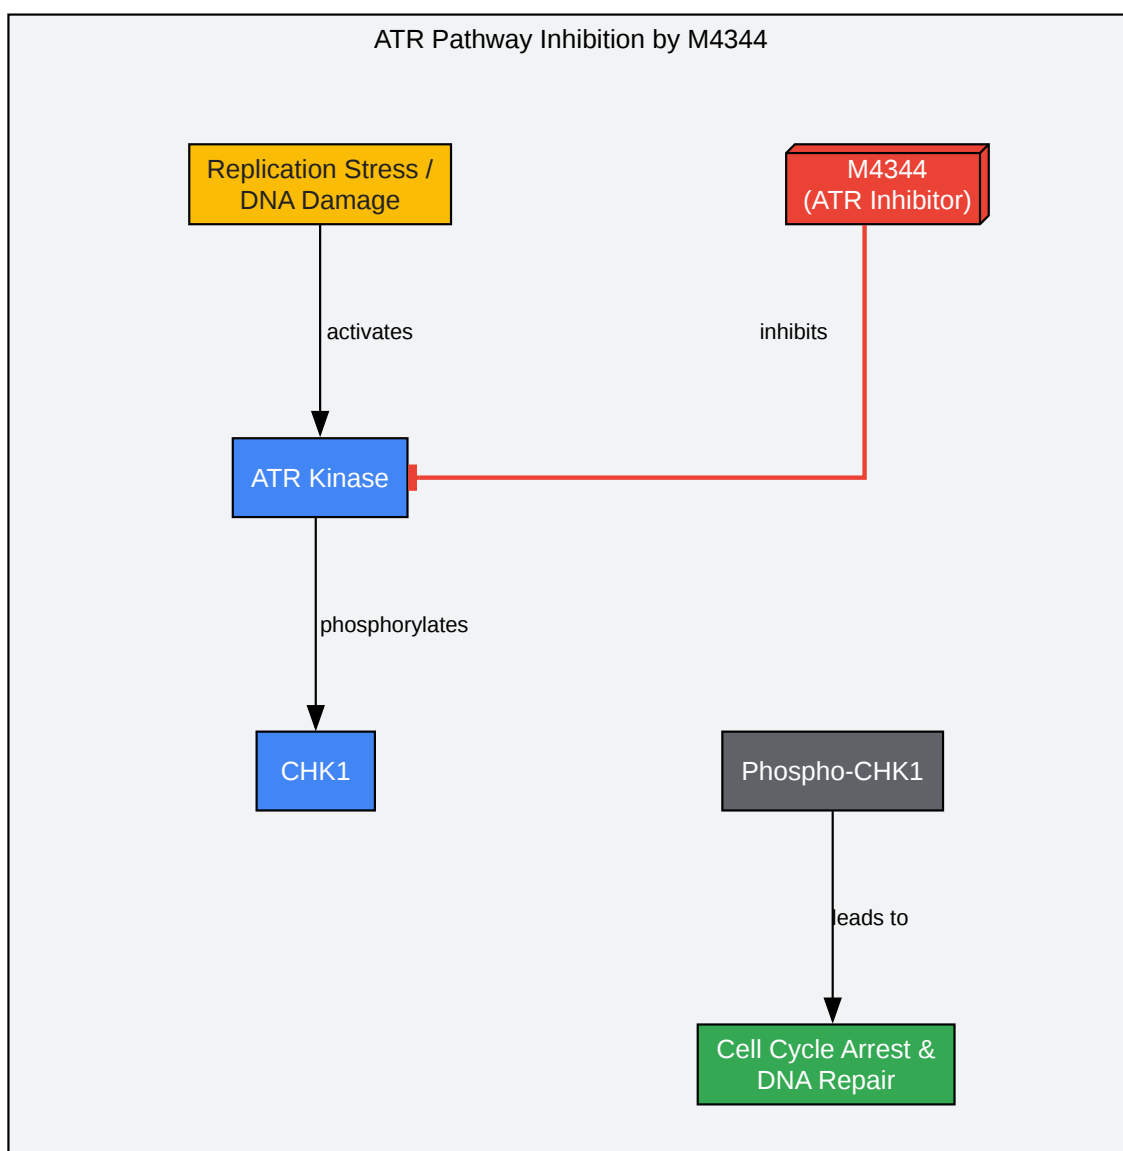 ATR Pathway Inhibition by M4344
Replication Stress /
DNA Damage
M4344
(ATR Inhibitor)
activates
inhibits
ATR Kinase
phosphorylates
CHK1
Phospho-CHK1
leads to
Cell Cycle Arrest &
DNA Repair